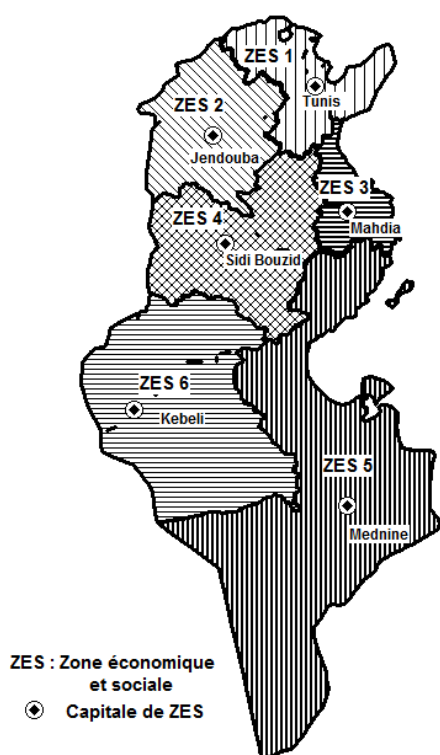 ZES 1
Tunis
ZES 2
Jendouba
ZES 3
Mahdia
ZES 4
Sidi Bouzid
ZES 6
Kebeli
ZES 5
Mednine
ZES : Zone économique
et sociale
Capitale de ZES